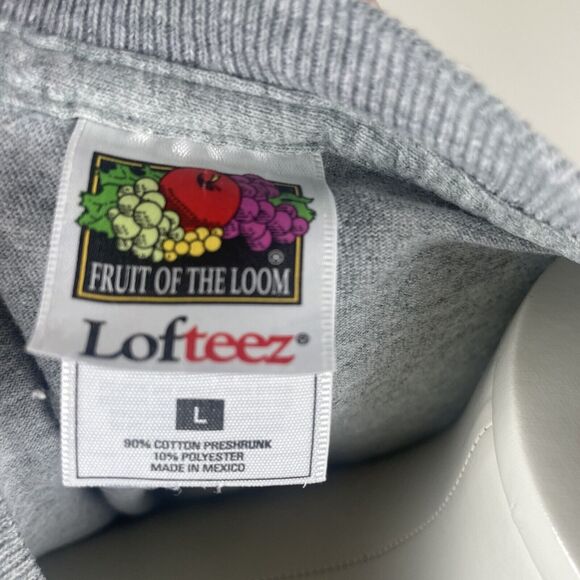 FRUIT OF THE LOOM
®
Lofteez®
L
90% COTTON PRESHRUNK
10% POLYESTER
MADE IN MEXICO